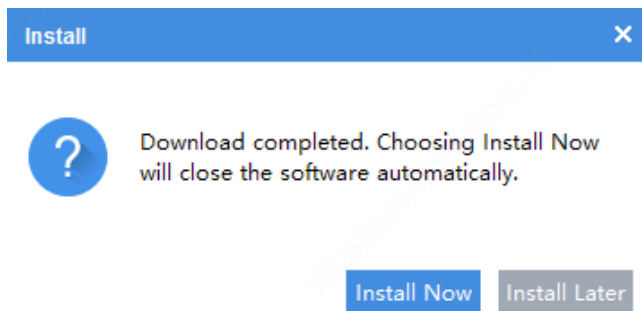 Install
Download completed. Choosing Install Now
will close the software automatically.
Install Now
Install Later